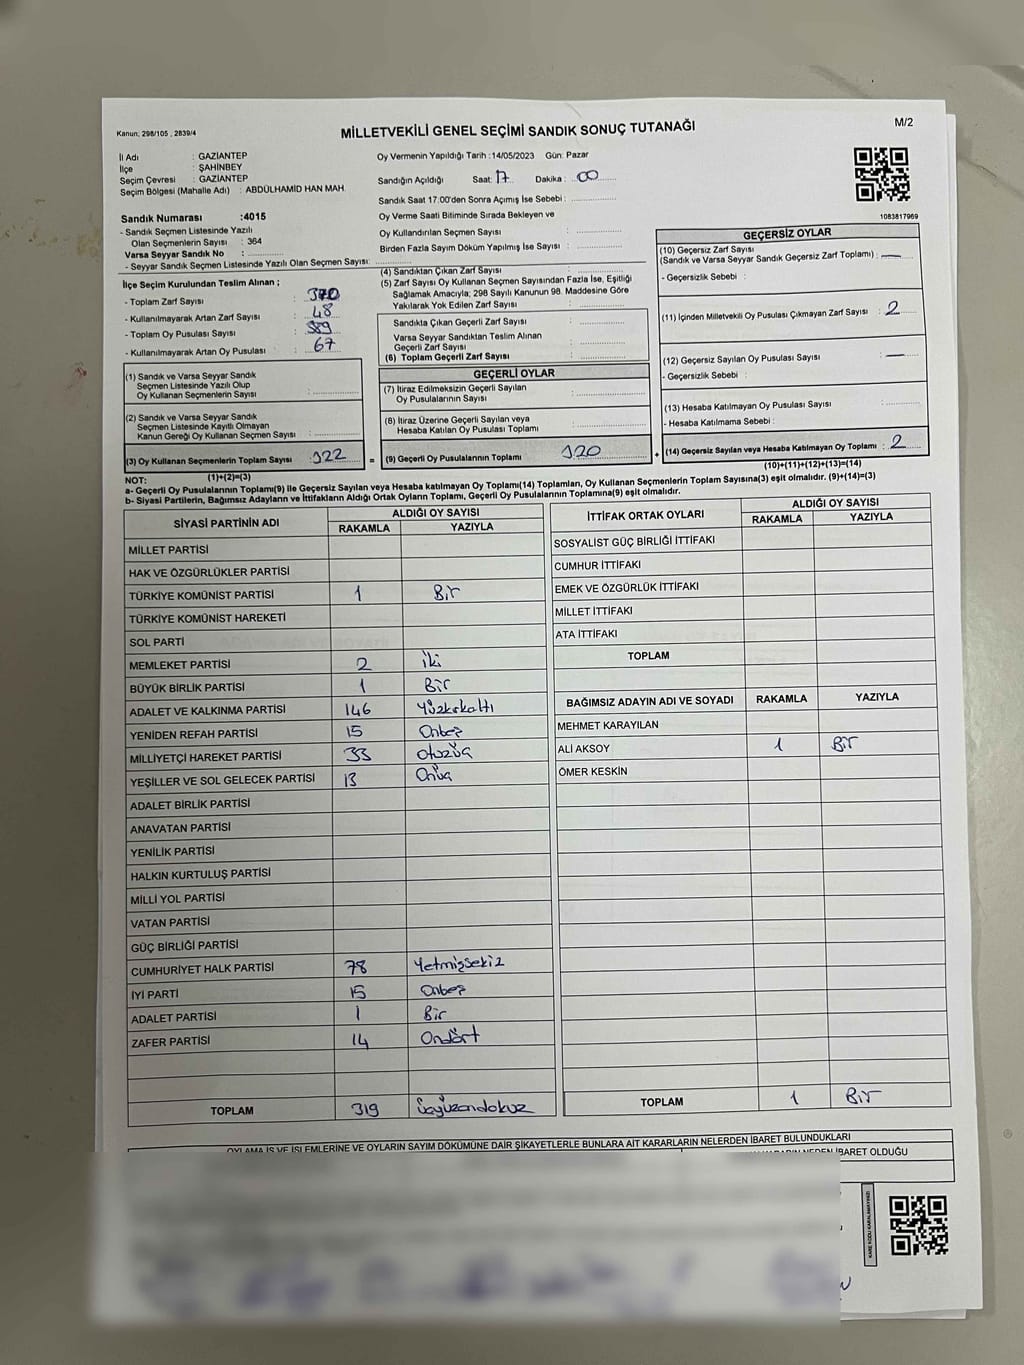 Kanun; 298/105 , 2839/4
MİLLETVEKİLİ GENEL SEÇİMİ SANDIK SONUÇ TUTANAĞI
M/2
İl Adı : GAZİANTEP
İlçe : ŞAHİNBEY
Seçim Çevresi : GAZİANTEP
Seçim Bölgesi (Mahalle Adı) : ABDÜLHAMİD HAN MAH.
Oy Vermenin Yapıldığı Tarih :14/05/2023 Gün: Pazar
Sandığın Açıldığı Saat: 17 Dakika : 00
Sandık Saat 17:00'den Sonra Açımış İse Sebebi :
Oy Verme Saati Bitiminde Sırada Bekleyen ve
Oy Kullandırılan Seçmen Sayısı :
Birden Fazla Sayım Döküm Yapılmış İse Sayısı :
1083817969
Sandık Numarası :4015
- Sandık Seçmen Listesinde Yazılı
Olan Seçmenlerin Sayısı : 364
Varsa Seyyar Sandık No :
- Seyyar Sandık Seçmen Listesinde Yazılı Olan Seçmen Sayısı:
İlçe Seçim Kurulundan Teslim Alınan ;
- Toplam Zarf Sayısı : 370
- Kullanılmayarak Artan Zarf Sayısı : 48
- Toplam Oy Pusulası Sayısı : 389
- Kullanılmayarak Artan Oy Pusulası : 67
(1) Sandık ve Varsa Seyyar Sandık
Seçmen Listesinde Yazılı Olup
Oy Kullanan Seçmenlerin Sayısı :
(2) Sandık ve Varsa Seyyar Sandık
Seçmen Listesinde Kayıtlı Olmayan
Kanun Gereği Oy Kullanan Seçmen Sayısı :
(3) Oy Kullanan Seçmenlerin Toplam Sayısı : 322 =
(1)+(2)=(3)
(4) Sandıktan Çıkan Zarf Sayısı :
(5) Zarf Sayısı Oy Kullanan Seçmen Sayısından Fazla İse, Eşitliği
Sağlamak Amacıyla; 298 Sayılı Kanunun 98. Maddesine Göre
Yakılarak Yok Edilen Zarf Sayısı :
Sandıkta Çıkan Geçerli Zarf Sayısı :
Varsa Seyyar Sandıktan Teslim Alınan
Geçerli Zarf Sayısı :
(6) Toplam Geçerli Zarf Sayısı :
GEÇERLİ OYLAR
(7) İtiraz Edilmeksizin Geçerli Sayılan
Oy Pusulalarının Sayısı :
(8) İtiraz Üzerine Geçerli Sayılan veya
Hesaba Katılan Oy Pusulası Toplamı :
(9) Geçerli Oy Pusulalarının Toplamı : 320 +
GEÇERSİZ OYLAR
(10) Geçersiz Zarf Sayısı
(Sandık ve Varsa Seyyar Sandık Geçersiz Zarf Toplamı) : —
- Geçersizlik Sebebi :
(11) İçinden Milletvekili Oy Pusulası Çıkmayan Zarf Sayısı : 2
(12) Geçersiz Sayılan Oy Pusulası Sayısı : —
- Geçersizlik Sebebi :
(13) Hesaba Katılmayan Oy Pusulası Sayısı :
- Hesaba Katılmama Sebebi :
(14) Geçersiz Sayılan veya Hesaba Katılmayan Oy Toplamı : 2
(10)+(11)+(12)+(13)=(14)
NOT:
a- Geçerli Oy Pusulalarının Toplamı(9) ile Geçersiz Sayılan veya Hesaba katılmayan Oy Toplamı(14) Toplamları, Oy Kullanan Seçmenlerin Toplam Sayısına(3) eşit olmalıdır. (9)+(14)=(3)
b- Siyasi Partilerin, Bağımsız Adayların ve İttifakların Aldığı Ortak Oyların Toplamı, Geçerli Oy Pusulalarının Toplamına(9) eşit olmalıdır.
SİYASİ PARTİNİN ADI ALDIĞI OY SAYISI
RAKAMLA YAZIYLA
MİLLET PARTİSİ
HAK VE ÖZGÜRLÜKLER PARTİSİ
TÜRKİYE KOMÜNİST PARTİSİ 1 Bir
TÜRKİYE KOMÜNİST HAREKETİ
SOL PARTİ
MEMLEKET PARTİSİ 2 İki
BÜYÜK BİRLİK PARTİSİ 1 Bir
ADALET VE KALKINMA PARTİSİ 146 Yüzkırkaltı
YENİDEN REFAH PARTİSİ 15 Onbeş
MİLLİYETÇİ HAREKET PARTİSİ 33 Otuzüç
YEŞİLLER VE SOL GELECEK PARTİSİ 13 Onüç
ADALET BİRLİK PARTİSİ
ANAVATAN PARTİSİ
YENİLİK PARTİSİ
HALKIN KURTULUŞ PARTİSİ
MİLLİ YOL PARTİSİ
VATAN PARTİSİ
GÜÇ BİRLİĞİ PARTİSİ
CUMHURİYET HALK PARTİSİ 78 Yetmişsekiz
İYİ PARTİ 15 Onbeş
ADALET PARTİSİ 1 Bir
ZAFER PARTİSİ 14 Ondört
TOPLAM 319 Üçyüzondokuz
İTTİFAK ORTAK OYLARI ALDIĞI OY SAYISI
RAKAMLA YAZIYLA
SOSYALİST GÜÇ BİRLİĞİ İTTİFAKI
CUMHUR İTTİFAKI
EMEK VE ÖZGÜRLÜK İTTİFAKI
MİLLET İTTİFAKI
ATA İTTİFAKI
TOPLAM
BAĞIMSIZ ADAYIN ADI VE SOYADI RAKAMLA YAZIYLA
MEHMET KARAYILAN
ALİ AKSOY 1 Bir
ÖMER KESKİN
TOPLAM 1 Bir
OYLAMA İŞ VE İŞLEMLERİNE VE OYLARIN SAYIM DÖKÜMÜNE DAİR ŞİKAYETLERLE BUNLARA AİT KARARLARIN NELERDEN İBARET BULUNDUKLARI
İBARET OLDUĞU
KARE KODU KARALAMAYINIZ!